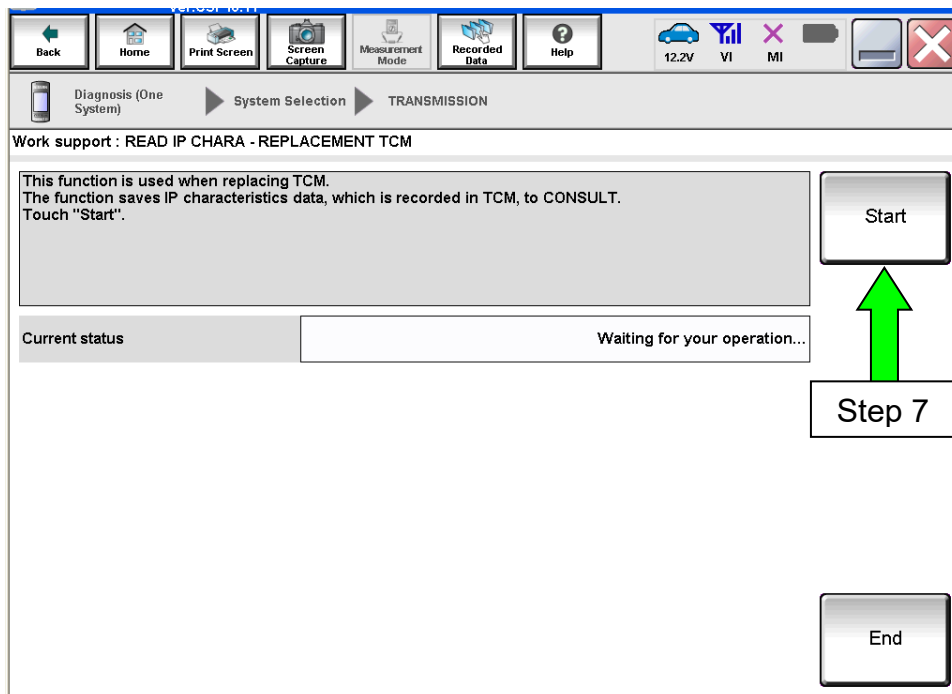 Back
Home
Print Screen
Screen
Capture
Measurement
Mode
Recorded
Data
Help
12.2V
VI
MI
Diagnosis (One
System)
System Selection
TRANSMISSION
Work support : READ IP CHARA - REPLACEMENT TCM
This function is used when replacing TCM.
The function saves IP characteristics data, which is recorded in TCM, to CONSULT.
Touch "Start".
Start
Current status
Waiting for your operation...
Step 7
End